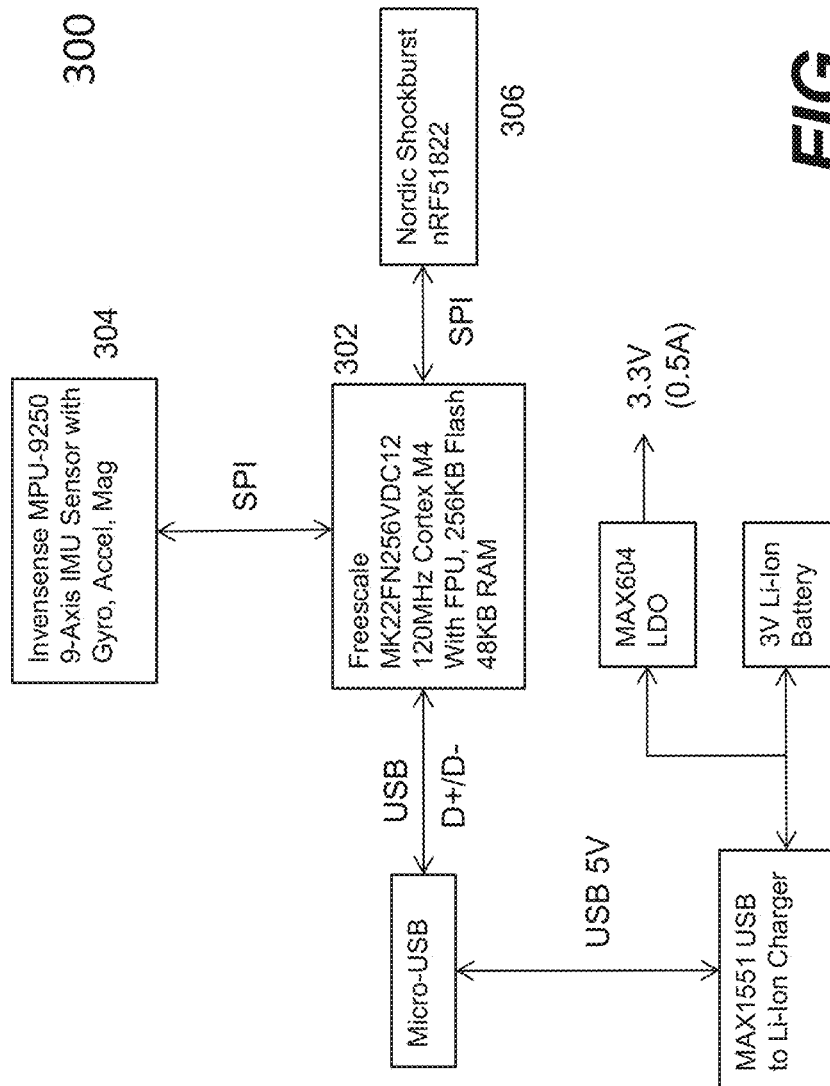 300
Invensense MPU-9250
9-Axis IMU Sensor with
Gyro, Accel, Mag
304
SPI
Freescale
MK22FN256VDC12
120MHz Cortex M4
With FPU, 256KB Flash
48KB RAM
302
SPI
Nordic Shockburst
nRF51822
306
USB
D+/D-
Micro-USB
USB 5V
MAX1551 USB
to Li-Ion Charger
MAX604
LDO
3.3V
(0.5A)
3V Li-Ion
Battery
FIG